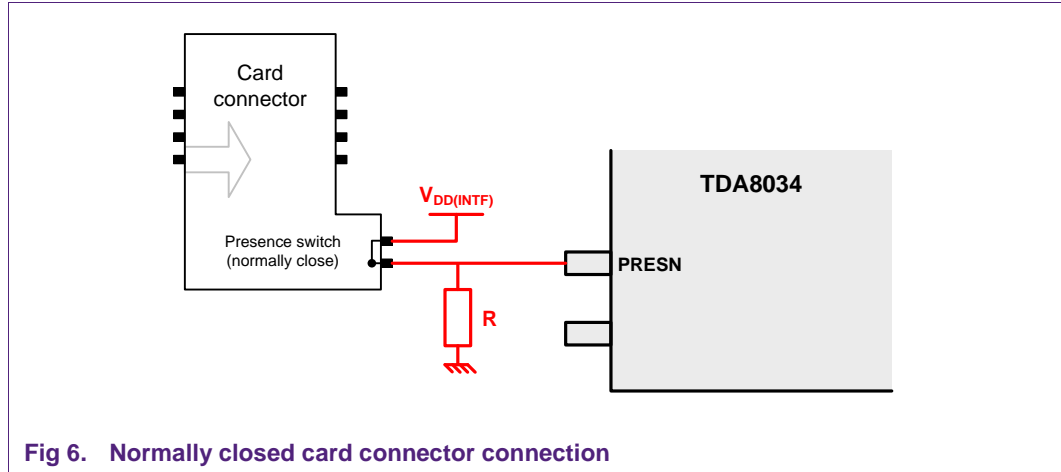 Card
connector
TDA8034
VDD(INTF)
Presence switch
(normally close)
PRESN
R
Fig 6. Normally closed card connector connection